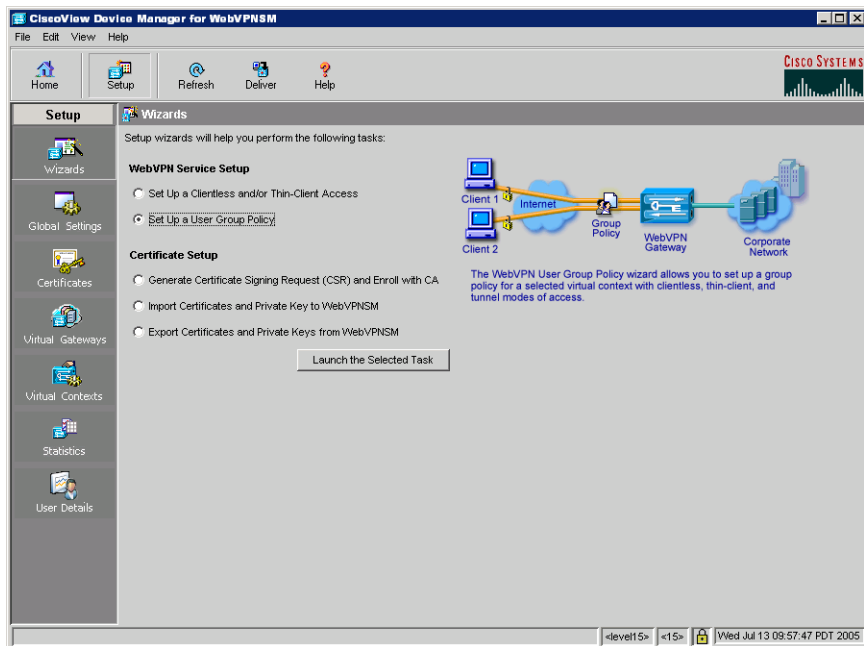 CiscoView Device Manager for WebVPNSM
File Edit View Help
Home Setup Refresh Deliver Help
CISCO SYSTEMS
Setup
Wizards
Global Settings
Certificates
Virtual Gateways
Virtual Contexts
Statistics
User Details
Wizards
Setup wizards will help you perform the following tasks:
WebVPN Service Setup
Set Up a Clientless and/or Thin-Client Access
Set Up a User Group Policy
Certificate Setup
Generate Certificate Signing Request (CSR) and Enroll with CA
Import Certificates and Private Key to WebVPNSM
Export Certificates and Private Keys from WebVPNSM
Launch the Selected Task
Client 1
Internet
Client 2
Group
Policy
WebVPN
Gateway
Corporate
Network
The WebVPN User Group Policy wizard allows you to set up a group
policy for a selected virtual context with clientless, thin-client, and
tunnel modes of access.
<level15> <15> Wed Jul 13 09:57:47 PDT 2005